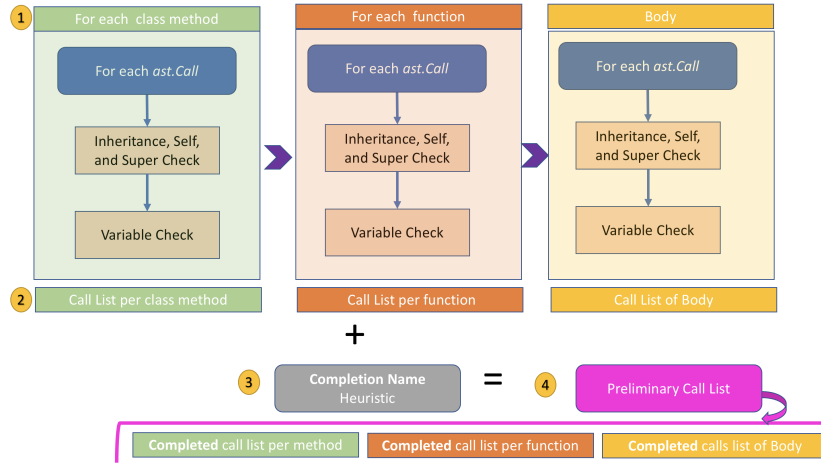 1
For each class method
For each function
Body
For each ast.Call
For each ast.Call
For each ast.Call
Inheritance, Self,
and Super Check
Inheritance, Self,
and Super Check
Inheritance, Self,
and Super Check
Variable Check
Variable Check
Variable Check
2
Call List per class method
Call List per function
Call List of Body
+
3
Completion Name
Heuristic
=
4
Preliminary Call List
Completed call list per method
Completed call list per function
Completed calls list of Body